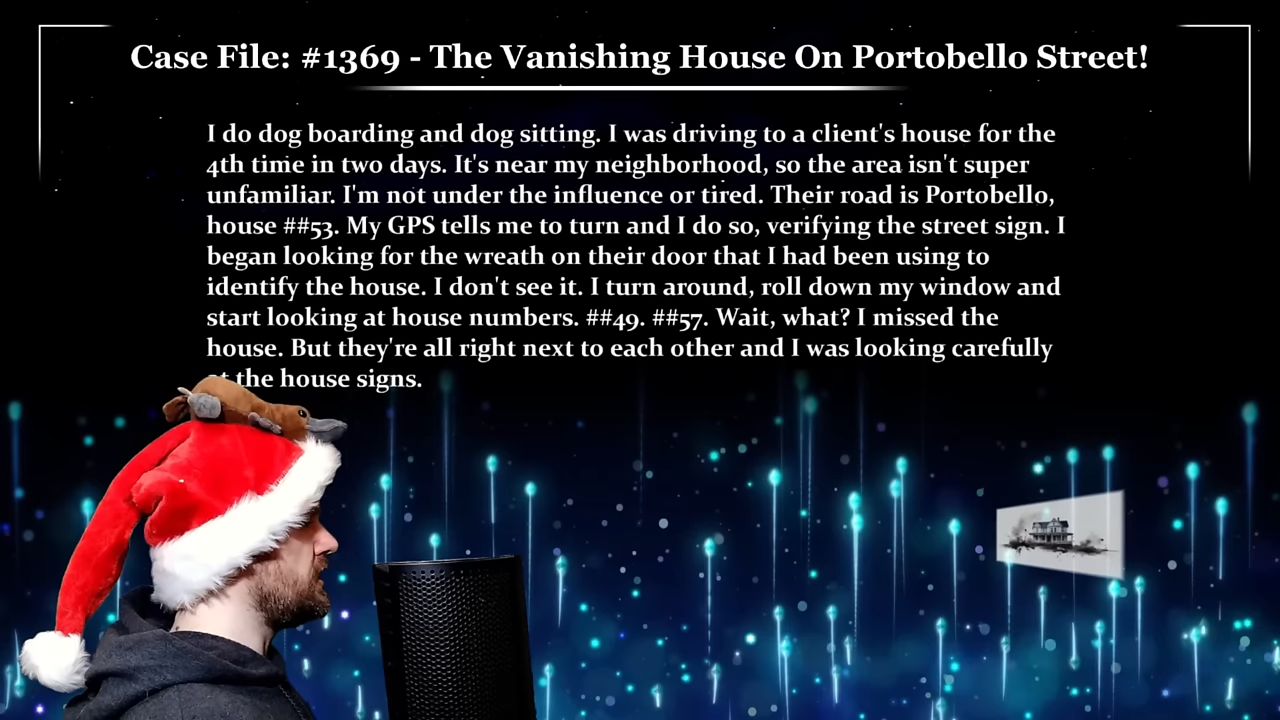 Case File: #1369 - The Vanishing House On Portobello Street!
I do dog boarding and dog sitting. I was driving to a client's house for the
4th time in two days. It's near my neighborhood, so the area isn't super
unfamiliar. I'm not under the influence or tired. Their road is Portobello,
house ##53. My GPS tells me to turn and I do so, verifying the street sign. I
began looking for the wreath on their door that I had been using to
identify the house. I don't see it. I turn around, roll down my window and
start looking at house numbers. ##49. ##57. Wait, what? I missed the
house. But they're all right next to each other and I was looking carefully
at the house signs.